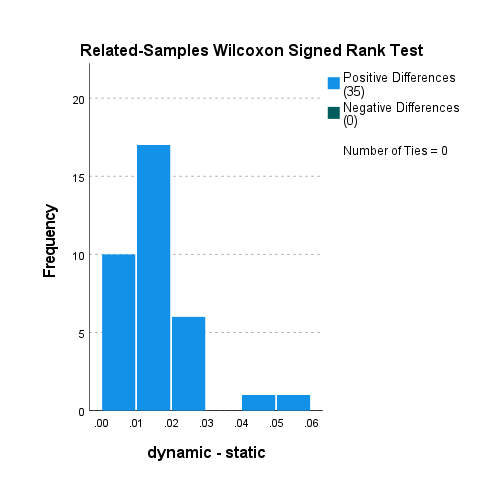 Related-Samples Wilcoxon Signed Rank Test
Positive Differences
(35)
Negative Differences
(0)
Number of Ties = 0
Frequency
20
15
10
5
0
.00 .01 .02 .03 .04 .05 .06
dynamic - static